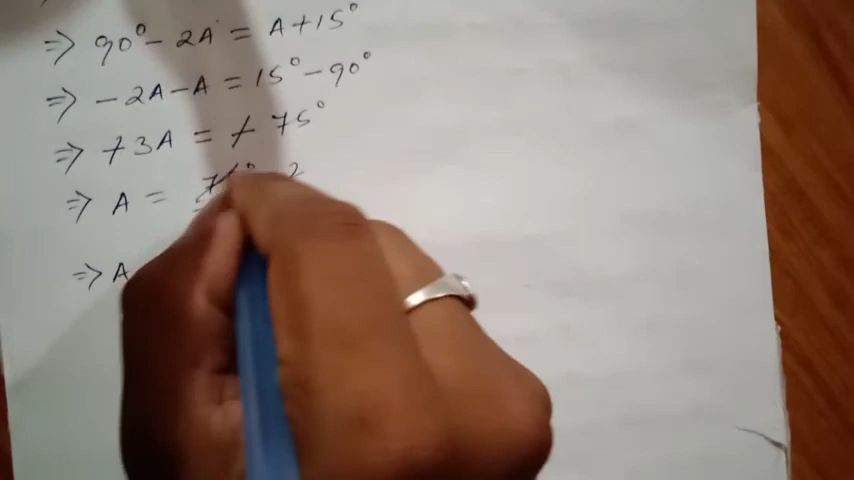 ⇒ 90° - 2A = A + 15°
⇒ -2A - A = 15° - 90°
⇒ -3A = - 75°
⇒ A =
⇒ A